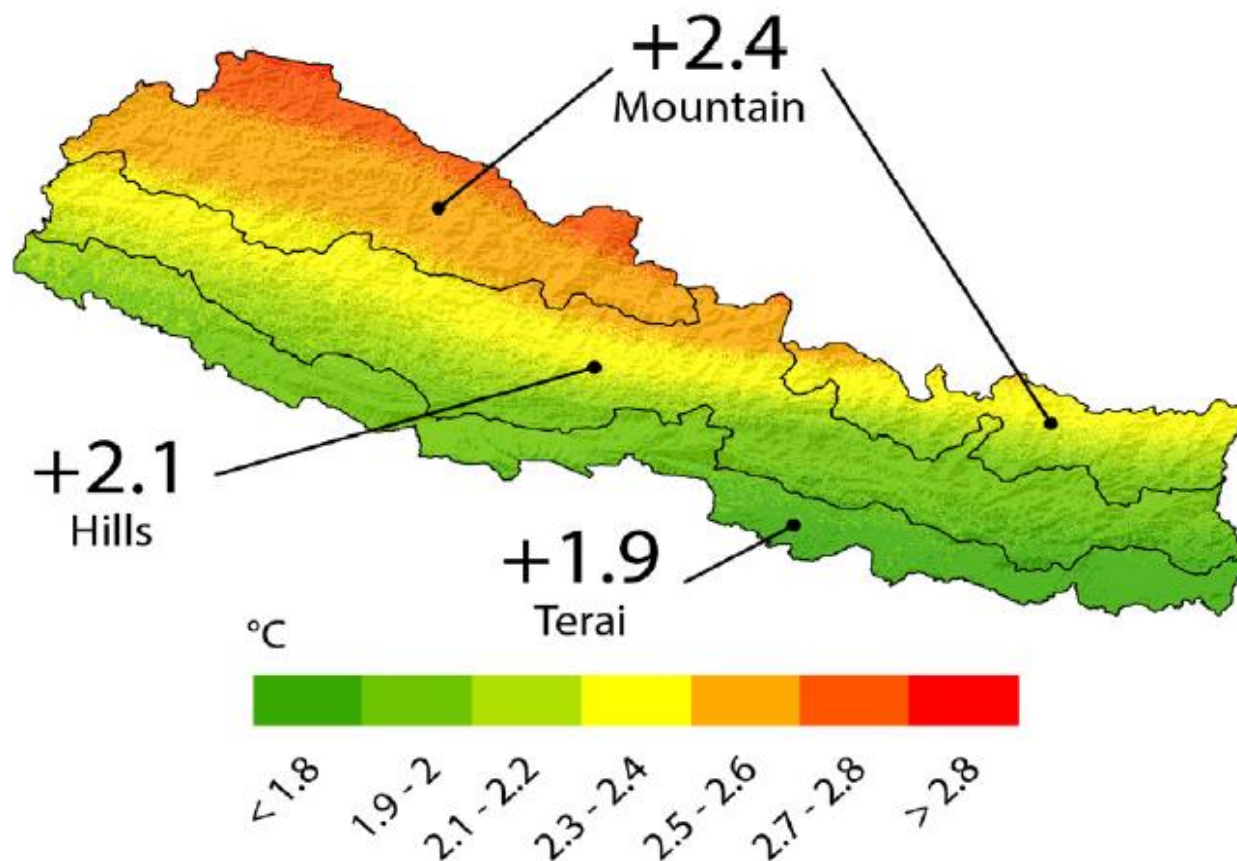 +2.4
Mountain
+2.1
Hills
+1.9
Terai
°C
< 1.8
1.9 - 2
2.1 - 2.2
2.3 - 2.4
2.5 - 2.6
2.7 - 2.8
> 2.8